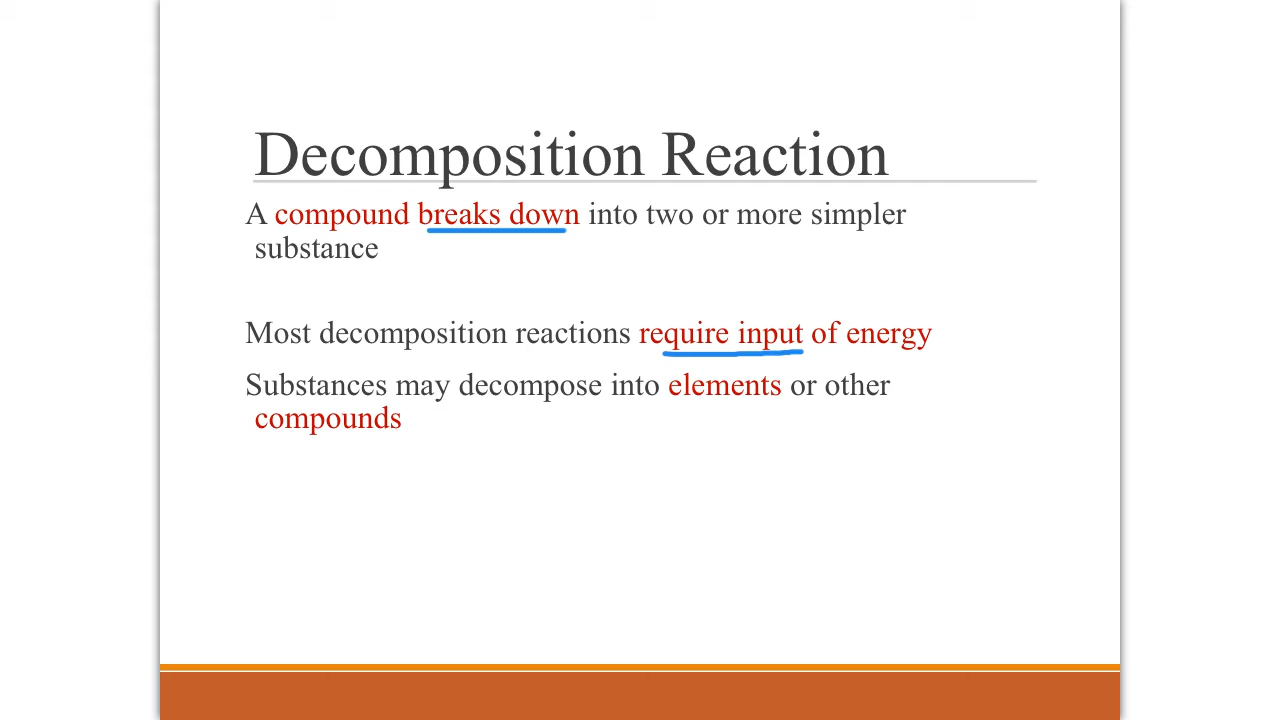 Decomposition Reaction
A compound breaks down into two or more simpler
substance
Most decomposition reactions require input of energy
Substances may decompose into elements or other
compounds